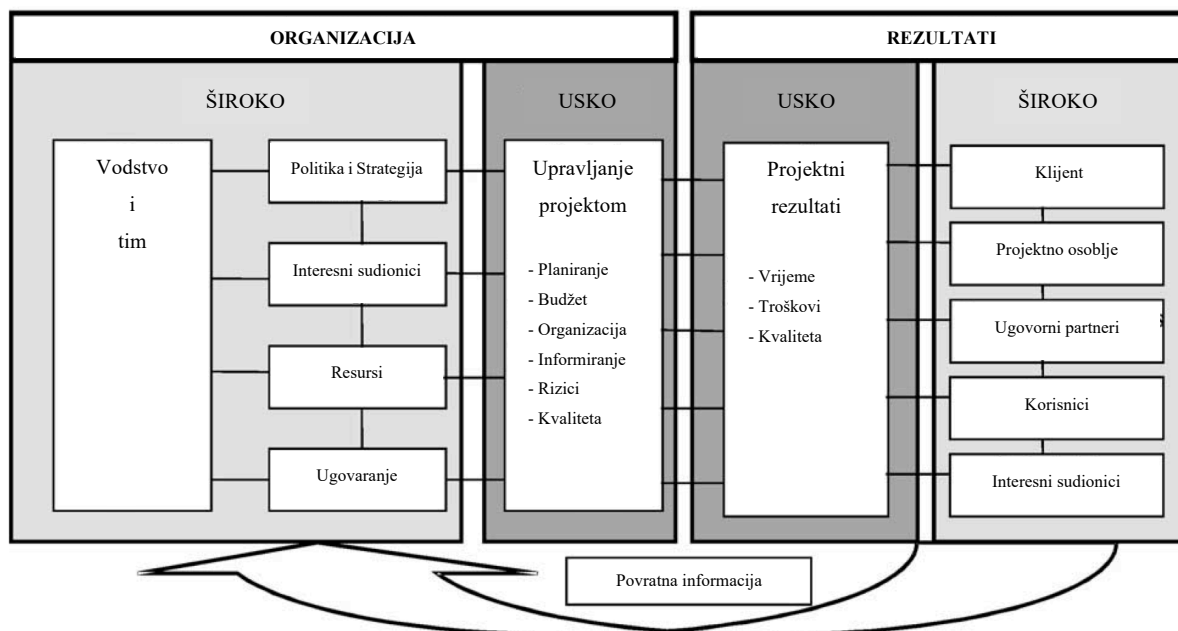 ORGANIZACIJA
REZULTATI
ŠIROKO
USKO
USKO
ŠIROKO
Vodstvo
i
tim
Politika i Strategija
Interesni sudionici
Resursi
Ugovaranje
Upravljanje
projektom
- Planiranje
- Budžet
- Organizacija
- Informiranje
- Rizici
- Kvaliteta
Projektni
rezultati
- Vrijeme
- Troškovi
- Kvaliteta
Klijent
Projektno osoblje
Ugovorni partneri
Korisnici
Interesni sudionici
Povratna informacija